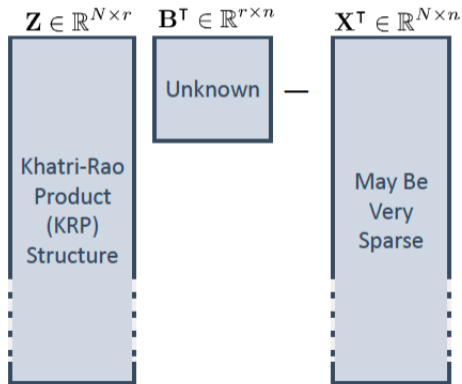 Z ∈ ℝ^{N×r} B^⊺ ∈ ℝ^{r×n} X^⊺ ∈ ℝ^{N×n}
Unknown —
Khatri-Rao
Product
(KRP)
Structure
May Be
Very
Sparse